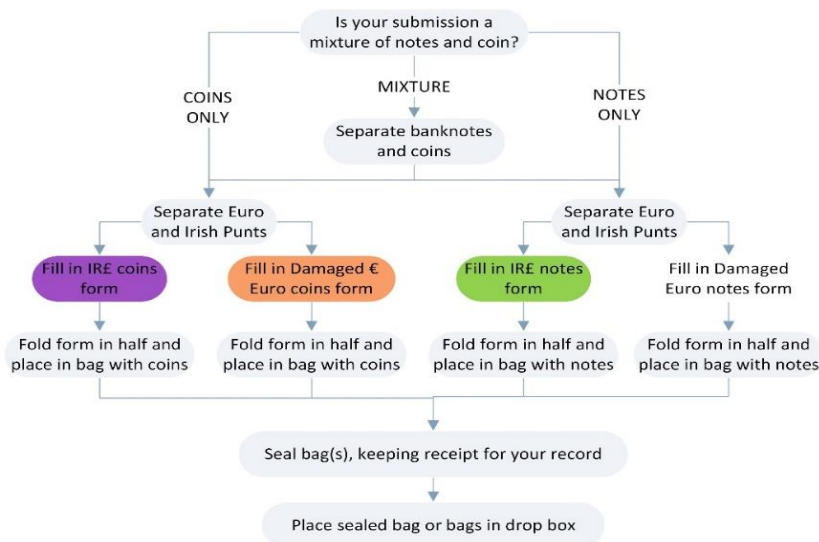 Is your submission a
mixture of notes and coin?
COINS
ONLY
MIXTURE
NOTES
ONLY
Separate banknotes
and coins
Separate Euro
and Irish Punts
Separate Euro
and Irish Punts
Fill in IR£ coins
form
Fill in Damaged €
Euro coins form
Fill in IR£ notes
form
Fill in Damaged
Euro notes form
Fold form in half and
place in bag with coins
Fold form in half and
place in bag with coins
Fold form in half and
place in bag with notes
Fold form in half and
place in bag with notes
Seal bag(s), keeping receipt for your record
Place sealed bag or bags in drop box